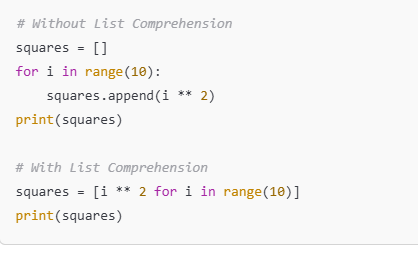 # Without List Comprehension
squares = []
for i in range(10):
    squares.append(i ** 2)
print(squares)

# With List Comprehension
squares = [i ** 2 for i in range(10)]
print(squares)